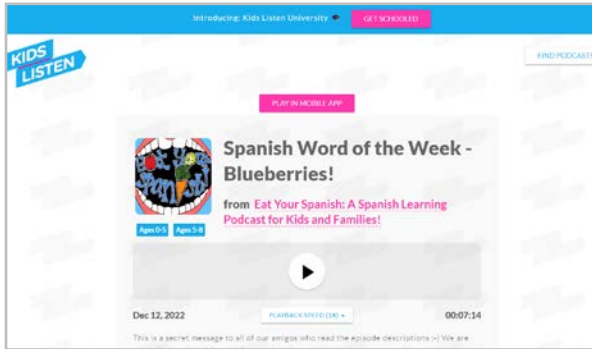 Introducing: Kids Listen University
GET SCHOOLED
KIDS
LISTEN
FIND PODCASTS
PLAY IN MOBILE APP
Eat Your
Spanish!
Spanish Word of the Week -
Blueberries!
from Eat Your Spanish: A Spanish Learning
Podcast for Kids and Families!
Ages 0-5 Ages 5-8
Dec 12, 2022
PLAYBACK SPEED (1X)
00:07:14
This is a secret message to all of our amigos who read the episode descriptions ;-) We are